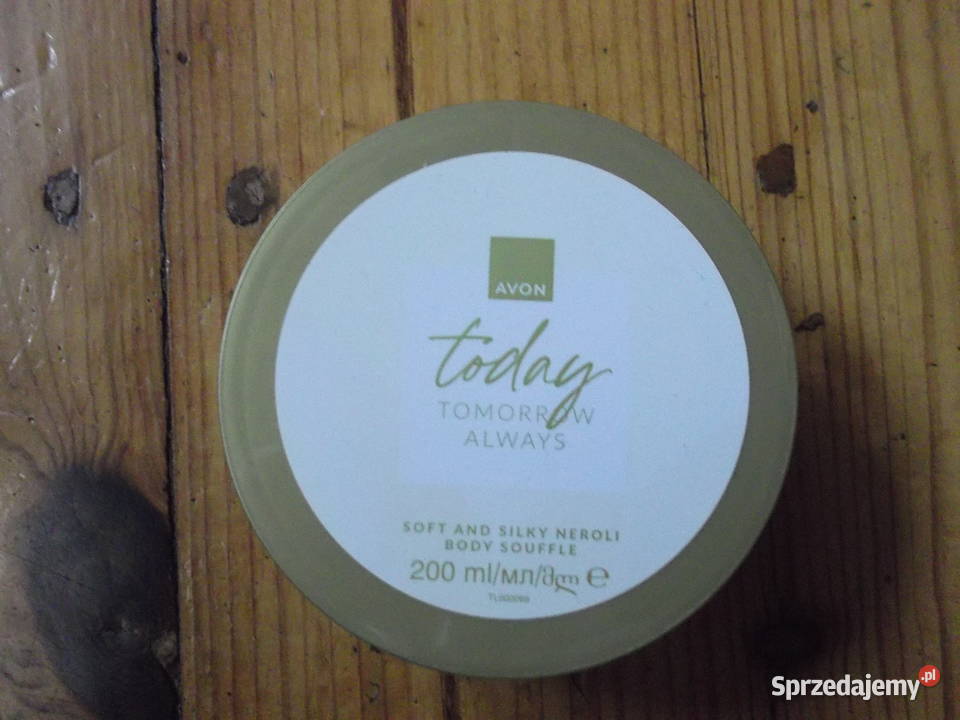 AVON
today
TOMORROW
ALWAYS
SOFT AND SILKY NEROLI
BODY SOUFFLE
200 ml/мл/მლ ℮
Sprzedajemy.pl